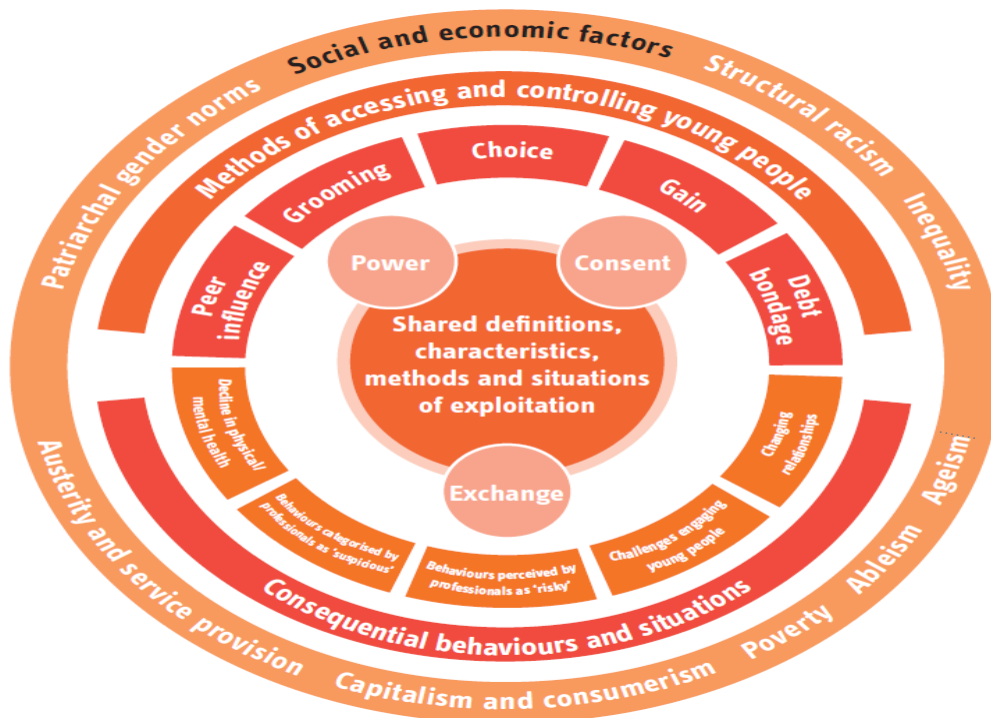 Social and economic factors
Structural racism
Inequality
Ageism
Ableism
Poverty
Capitalism and consumerism
Austerity and service provision
Patriarchal gender norms
Methods of accessing and controlling young people
Peer
influence
Grooming
Choice
Gain
Debt
bondage
Power
Consent
Shared definitions,
characteristics,
methods and situations
of exploitation
Exchange
Changing
relationships
Challenges engaging
young people
Behaviours perceived by
professionals as 'risky'
Behaviours categorised by
professionals as 'suspidous'
Decline in physical/
mental health
Consequential behaviours and situations